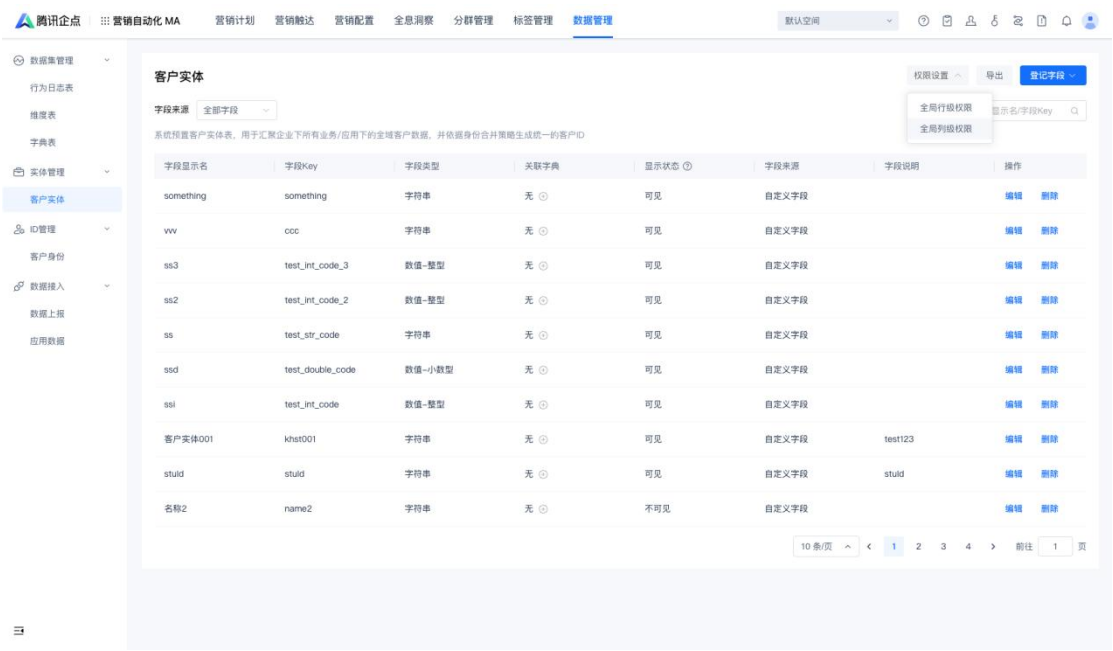 腾讯企点 营销自动化 MA 营销计划 营销触达 营销配置 全息洞察 分群管理 标签管理 数据管理 默认空间
数据集管理
行为日志表
维度表
字典表
实体管理
客户实体
ID管理
客户身份
数据接入
数据上报
应用数据
客户实体 权限设置 导出 登记字段
全局行级权限
全局列级权限
字段来源 全部字段 显示名/字段Key
系统预置客户实体表，用于汇聚企业下所有业务/应用下的全域客户数据，并依据身份合并策略生成统一的客户ID
字段显示名 字段Key 字段类型 关联字典 显示状态 字段来源 字段说明 操作
something something 字符串 无 可见 自定义字段 编辑 删除
vvv ccc 字符串 无 可见 自定义字段 编辑 删除
ss3 test_int_code_3 数值-整型 无 可见 自定义字段 编辑 删除
ss2 test_int_code_2 数值-整型 无 可见 自定义字段 编辑 删除
ss test_str_code 字符串 无 可见 自定义字段 编辑 删除
ssd test_double_code 数值-小数型 无 可见 自定义字段 编辑 删除
ssi test_int_code 数值-整型 无 可见 自定义字段 编辑 删除
客户实体001 khst001 字符串 无 可见 自定义字段 test123 编辑 删除
stuId stuId 字符串 无 可见 自定义字段 stuId 编辑 删除
名称2 name2 字符串 无 不可见 自定义字段 编辑 删除
10 条/页 1 2 3 4 前往 1 页